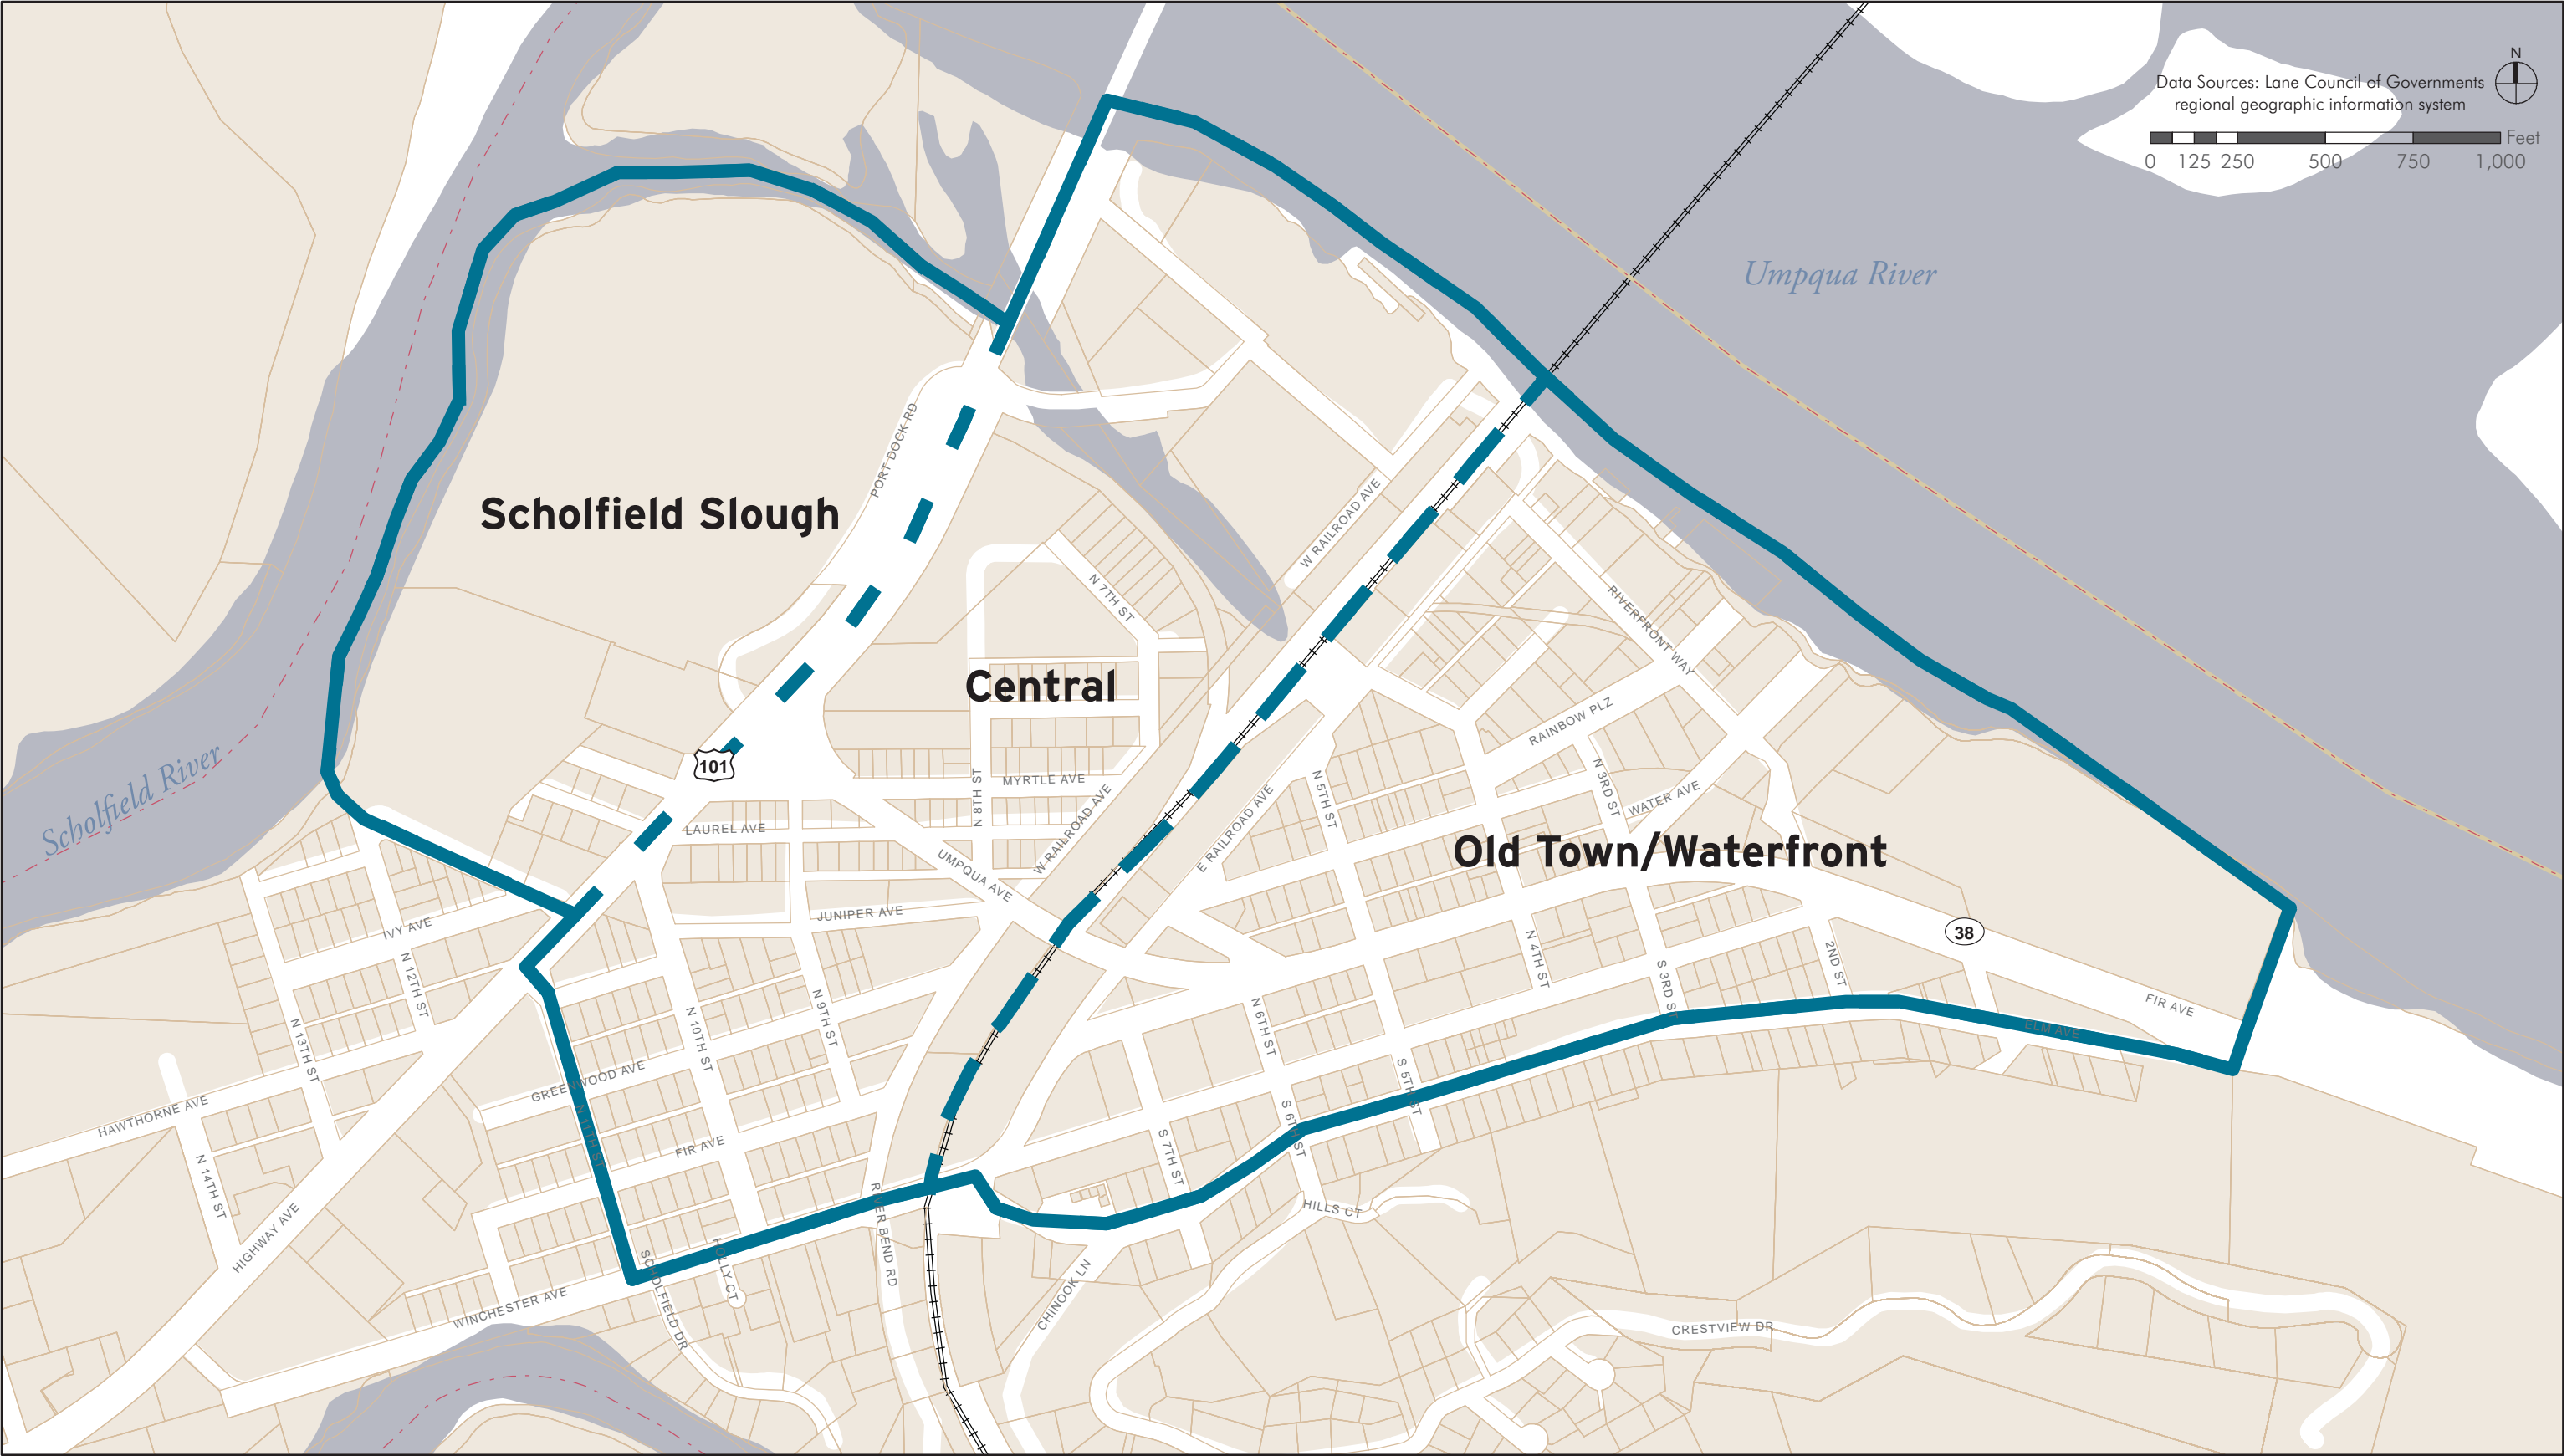 N
Data Sources: Lane Council of Governments
regional geographic information system
Feet
0 125 250 500 750 1,000
Umpqua River
PORT DOCK RD
Scholfield Slough
W RAILROAD AVE
N 7TH ST
RIVERFRONT WAY
Central
RAINBOW PLZ
101
Scholfield River
MYRTLE AVE
N 8TH ST
N 5TH ST
N 3RD ST
WATER AVE
LAUREL AVE
W RAILROAD AVE
E RAILROAD AVE
Old Town/Waterfront
UMPQUA AVE
JUNIPER AVE
IVY AVE
38
N 12TH ST
N 4TH ST
2ND ST
S 3RD ST
FIR AVE
ELM AVE
N 13TH ST
N 10TH ST
N 9TH ST
N 6TH ST
GREENWOOD AVE
S 5TH ST
HAWTHORNE AVE
N 11TH ST
FIR AVE
S 6TH ST
S 7TH ST
N 14TH ST
HIGHWAY AVE
RIVER BEND RD
HILLS CT
HOLLY CT
SCHOLFIELD DR
WINCHESTER AVE
CHINOOK LN
CRESTVIEW DR